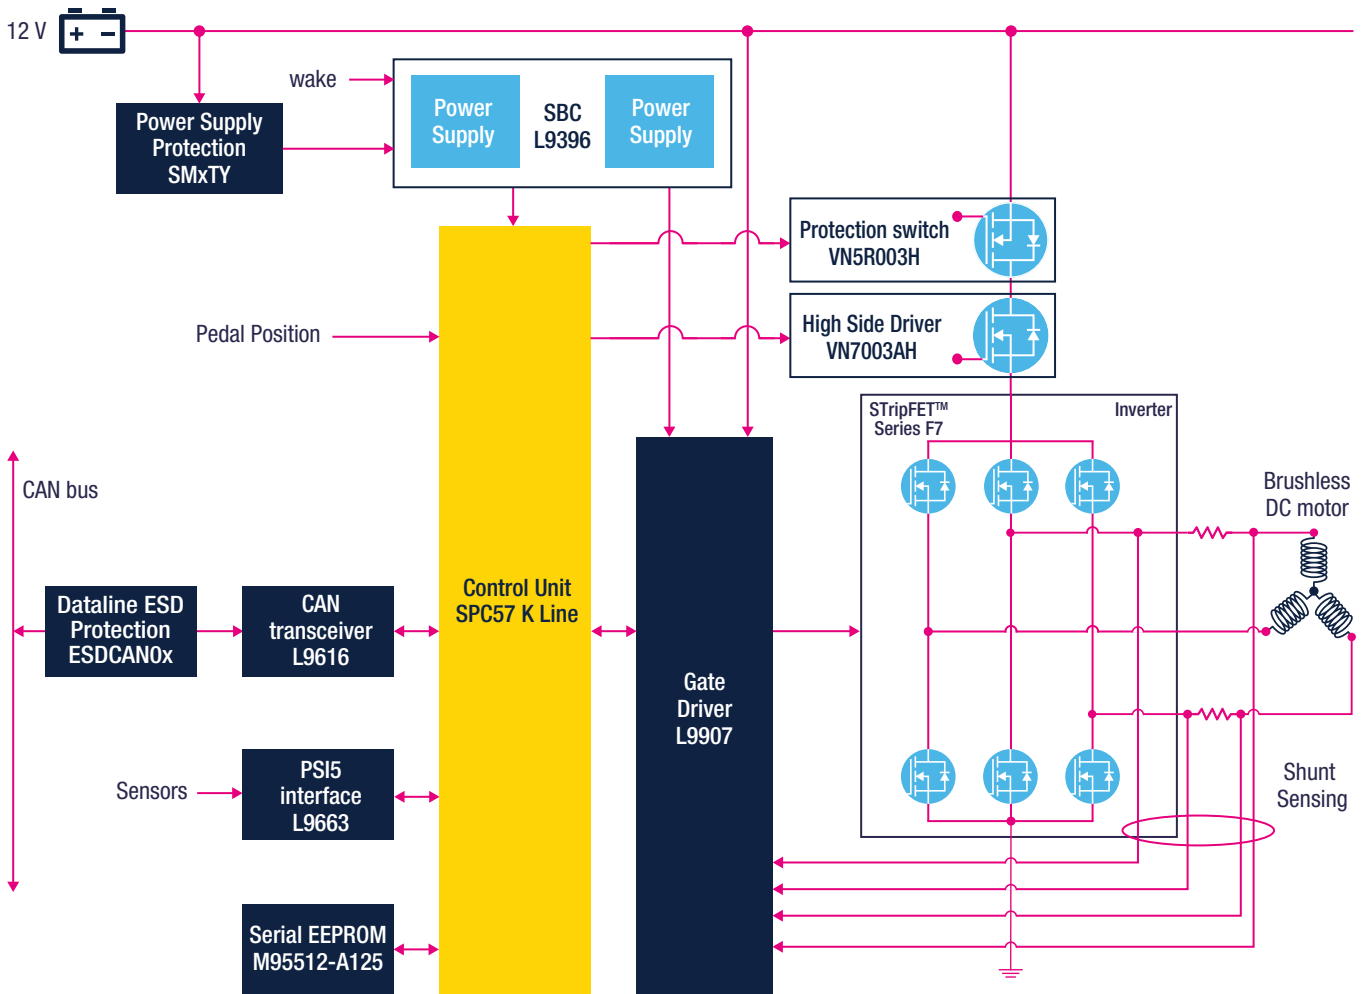 12 V
wake
Power Supply
Protection
SMxTY
Power
Supply
SBC
L9396
Power
Supply
Protection switch
VN5R003H
High Side Driver
VN7003AH
Pedal Position
STripFET™
Series F7
Inverter
CAN bus
Brushless
DC motor
Dataline ESD
Protection
ESDCAN0x
CAN
transceiver
L9616
Control Unit
SPC57 K Line
Gate
Driver
L9907
Sensors
PSI5
interface
L9663
Shunt
Sensing
Serial EEPROM
M95512-A125